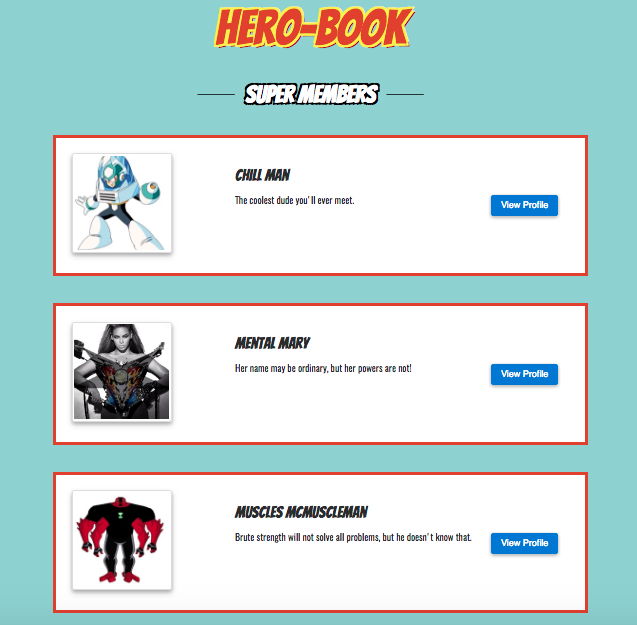 HERO-BOOK
SUPER MEMBERS
CHILL MAN
The coolest dude you'll ever meet.
View Profile
MENTAL MARY
Her name may be ordinary, but her powers are not!
View Profile
MUSCLES MCMUSCLEMAN
Brute strength will not solve all problems, but he doesn't know that.
View Profile